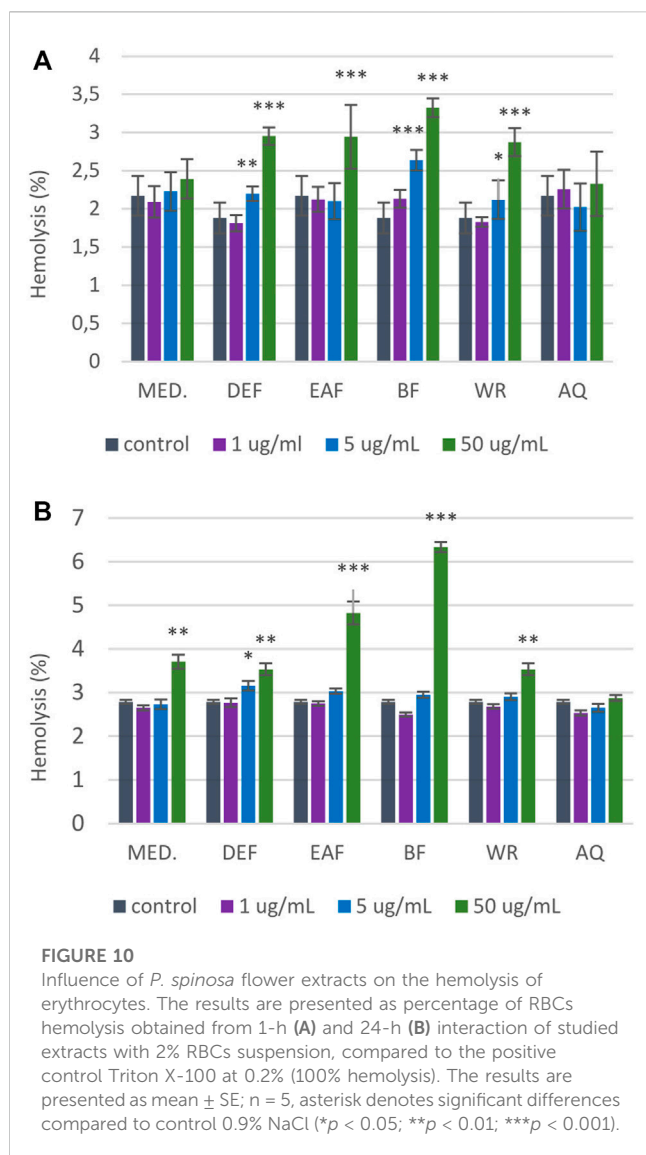 A
4
3,5
3
2,5
2
1,5
1
0,5
0
Hemolysis (%)
** *** *** *** *** * ***
MED. DEF EAF BF WR AQ
control 1 ug/ml 5 ug/mL 50 ug/mL
B
7
6
5
4
3
2
1
0
Hemolysis (%)
** * ** *** *** **
MED. DEF EAF BF WR AQ
control 1 ug/mL 5 ug/mL 50 ug/mL
FIGURE 10
Influence of P. spinosa flower extracts on the hemolysis of
erythrocytes. The results are presented as percentage of RBCs
hemolysis obtained from 1-h (A) and 24-h (B) interaction of studied
extracts with 2% RBCs suspension, compared to the positive
control Triton X-100 at 0.2% (100% hemolysis). The results are
presented as mean ± SE; n = 5, asterisk denotes significant differences
compared to control 0.9% NaCl (*p < 0.05; **p < 0.01; ***p < 0.001).